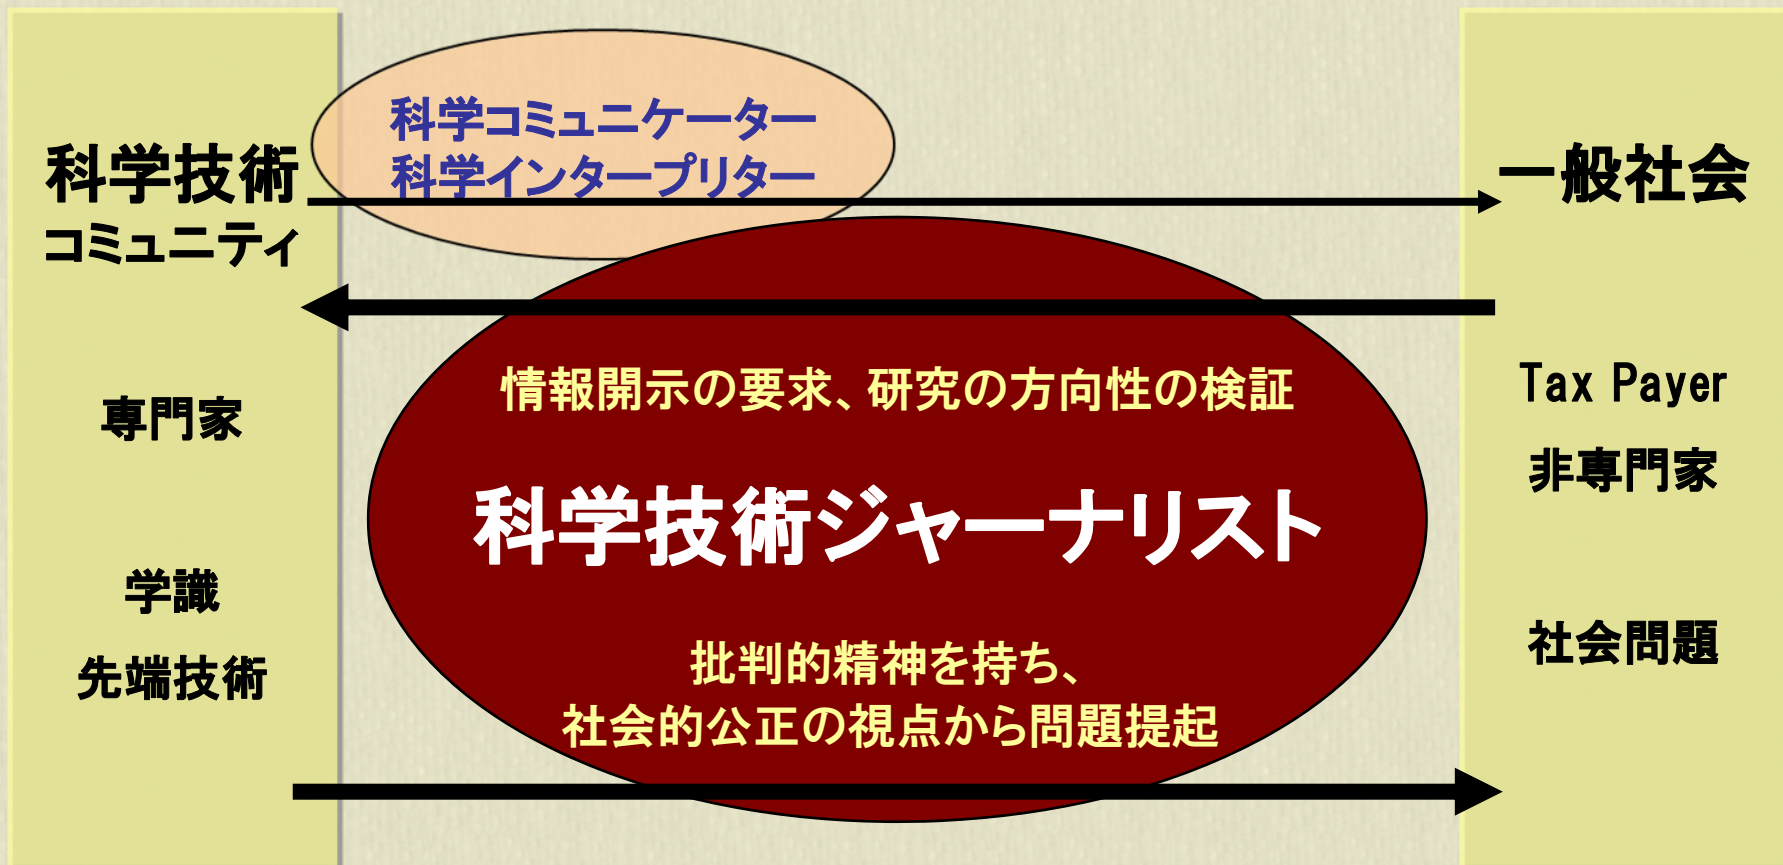 科学技術
コミュニティ
専門家
学識
先端技術
科学コミュニケーター
科学インタープリター
情報開示の要求、研究の方向性の検証
科学技術ジャーナリスト
批判的精神を持ち、
社会的公正の視点から問題提起
一般社会
Tax Payer
非専門家
社会問題